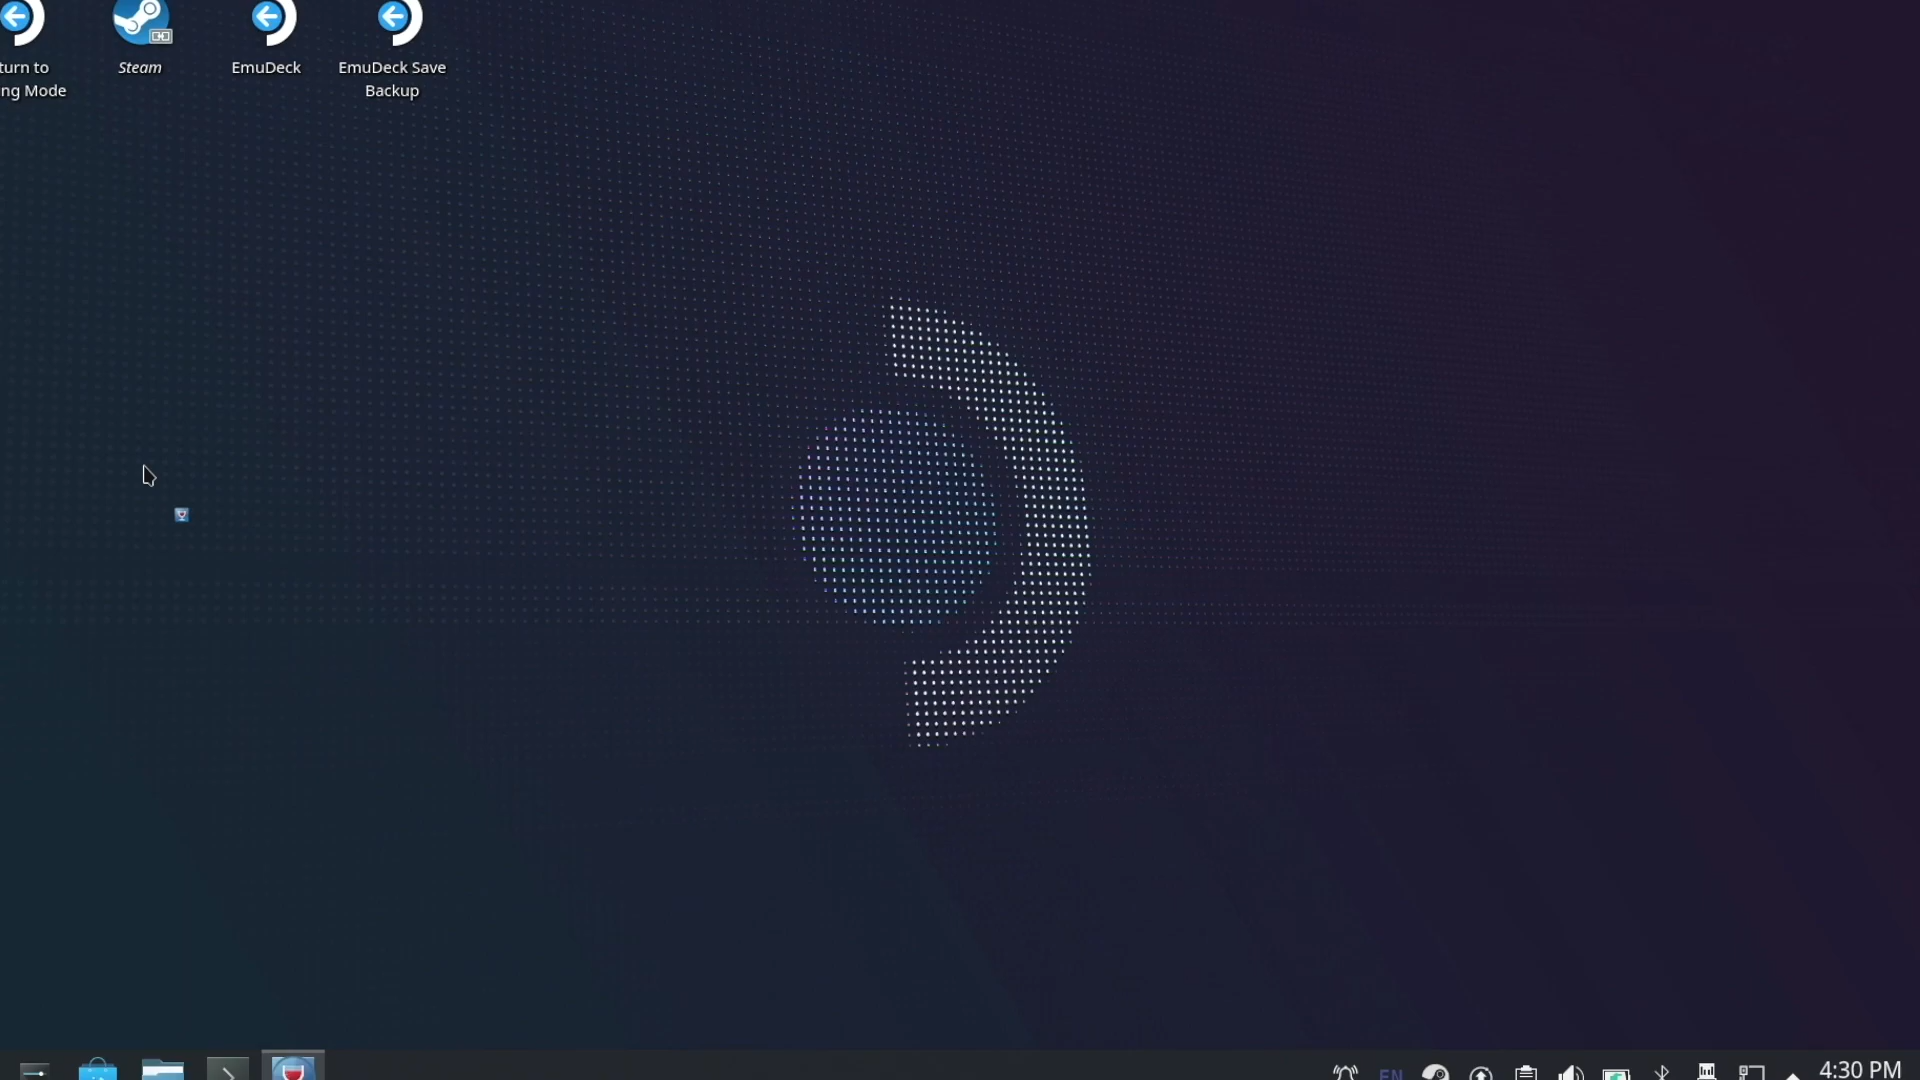 turn to
ng Mode
Steam
EmuDeck
EmuDeck Save
Backup
EN
4:30 PM